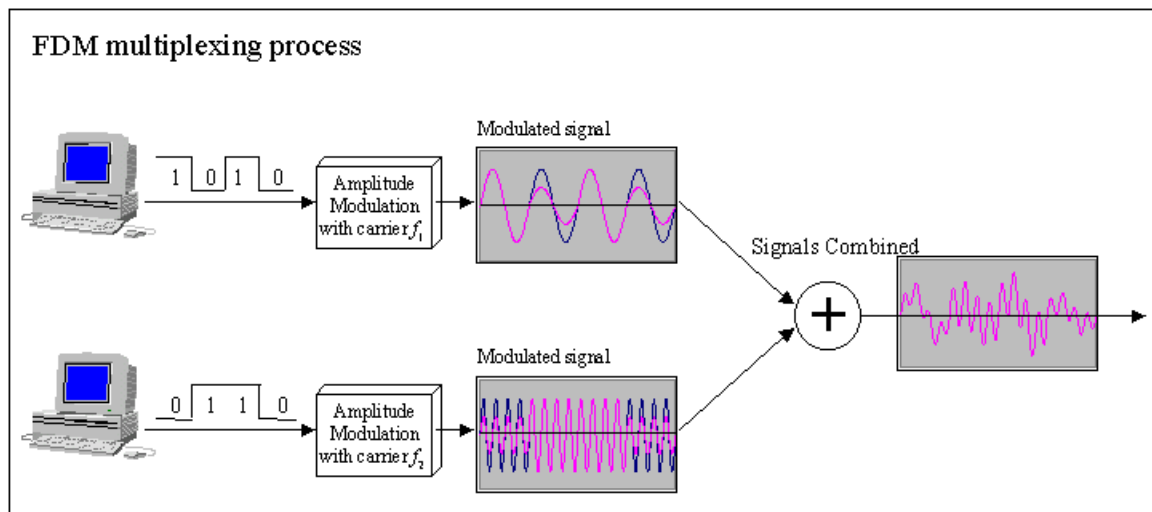 FDM multiplexing process
Modulated signal
1 0 1 0
Amplitude
Modulation
with carrier f1
Signals Combined
+
Modulated signal
0 1 1 0
Amplitude
Modulation
with carrier f2